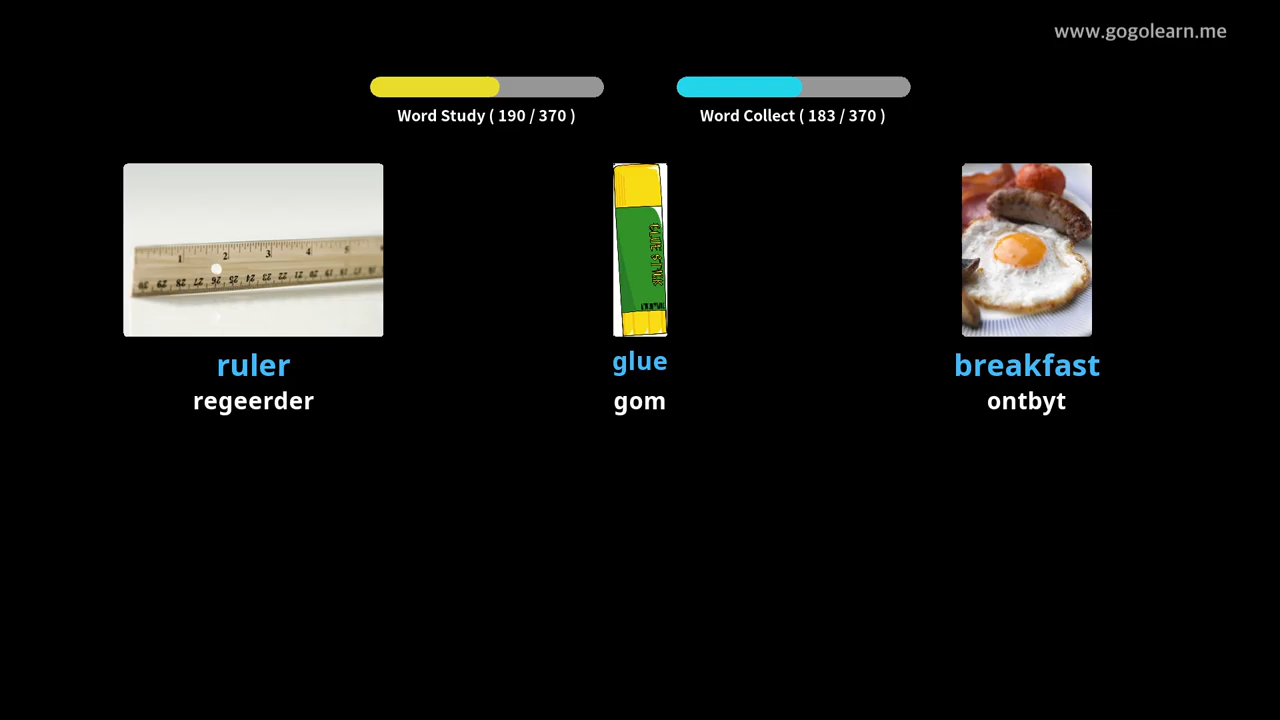 www.gogolearn.me
Word Study ( 190 / 370 )
Word Collect ( 183 / 370 )
ruler
regeerder
glue
gom
breakfast
ontbyt